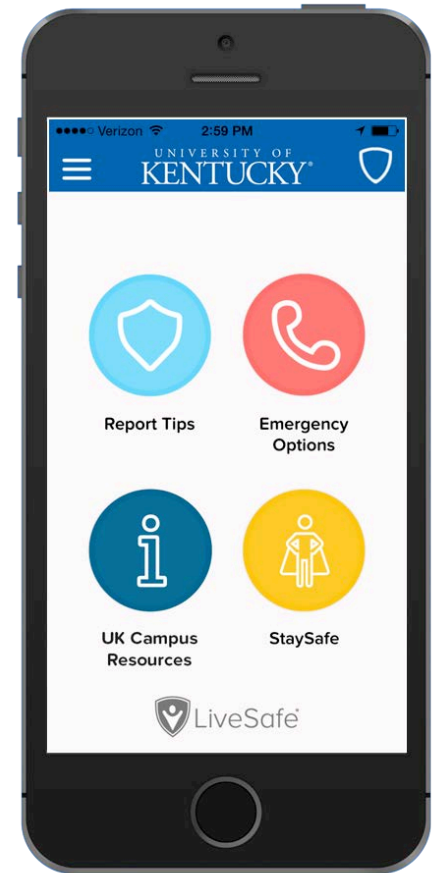 Verizon 2:59 PM
UNIVERSITY OF
KENTUCKY®
Report Tips
Emergency
Options
UK Campus
Resources
StaySafe
LiveSafe